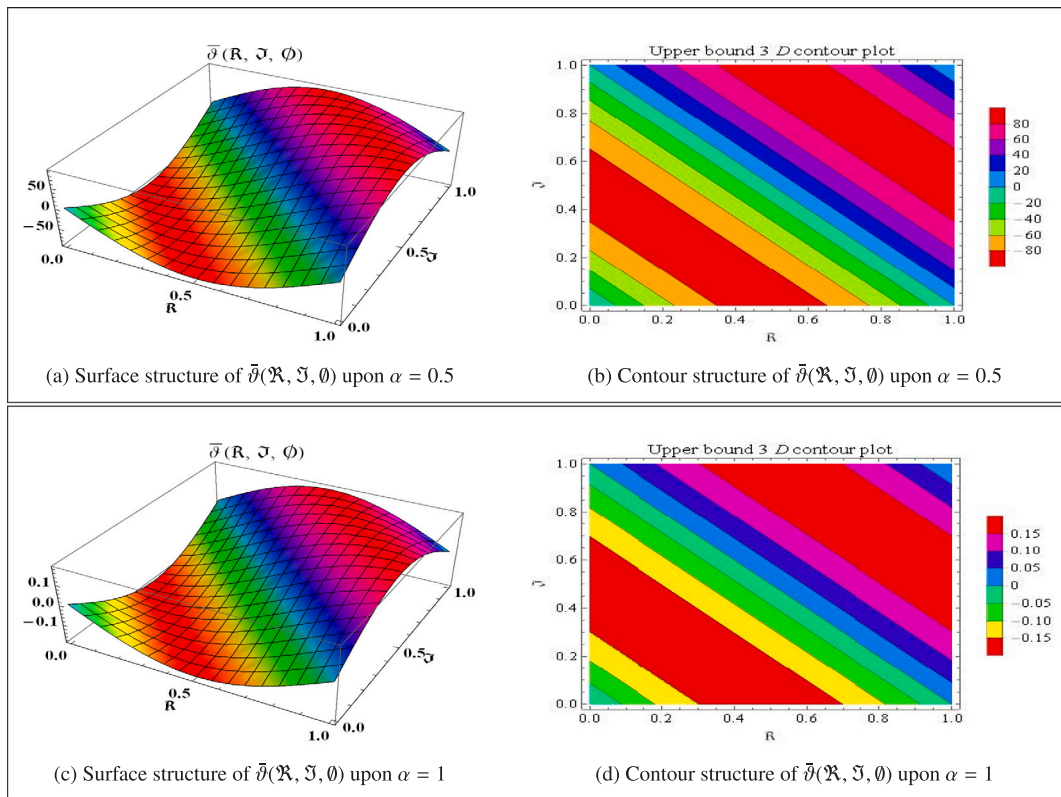 ϑ̅ (ℜ, ℑ, ϕ)
50
0
−50
0.0
0.5
ℜ
1.0
0.0
0.5
ℑ
1.0
Upper bound 3 D contour plot
1.0
0.8
0.6
ℑ
0.4
0.2
0.0
0.0 0.2 0.4 0.6 0.8 1.0
ℜ
80
60
40
20
0
−20
−40
−60
−80
(a) Surface structure of ϑ̄(ℜ, ℑ, ∅) upon α = 0.5
(b) Contour structure of ϑ̄(ℜ, ℑ, ∅) upon α = 0.5
ϑ̅ (ℜ, ℑ, ϕ)
0.1
0.0
−0.1
0.0
0.5
ℜ
1.0
0.0
0.5
ℑ
1.0
Upper bound 3 D contour plot
1.0
0.8
0.6
ℑ
0.4
0.2
0.0
0.0 0.2 0.4 0.6 0.8 1.0
ℜ
0.15
0.10
0.05
0
−0.05
−0.10
−0.15
(c) Surface structure of ϑ̄(ℜ, ℑ, ∅) upon α = 1
(d) Contour structure of ϑ̄(ℜ, ℑ, ∅) upon α = 1